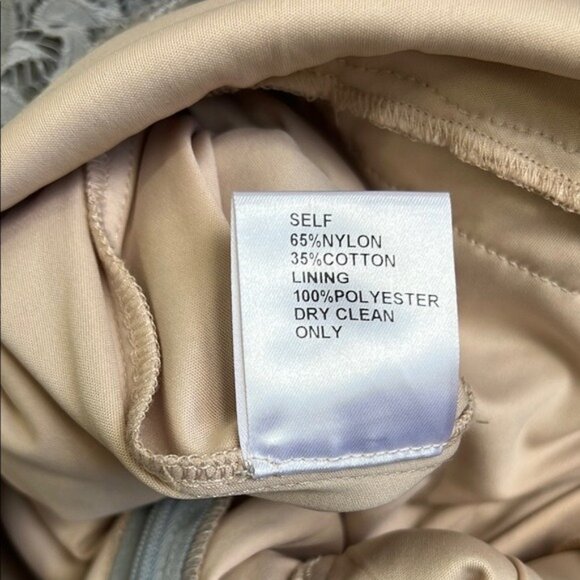 SELF
65%NYLON
35%COTTON
LINING
100%POLYESTER
DRY CLEAN
ONLY